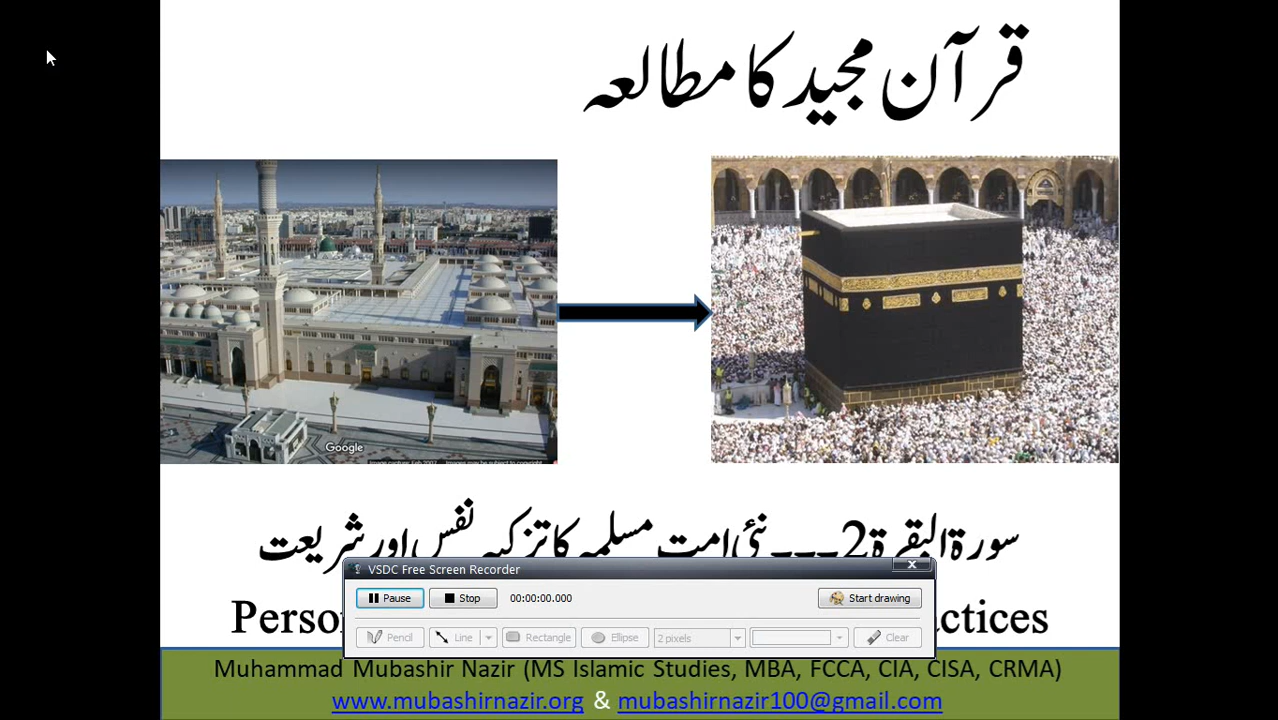 قرآن مجید کا مطالعہ
Google
سورۃ البقرۃ 2۔۔۔ نئی امت مسلمہ کا تزکیہ نفس اور شریعت
VSDC Free Screen Recorder
Pause Stop 00:00:00.000 Start drawing
Pencil Line Rectangle Ellipse 2 pixels Clear
Muhammad Mubashir Nazir (MS Islamic Studies, MBA, FCCA, CIA, CISA, CRMA)
www.mubashirnazir.org & mubashirnazir100@gmail.com